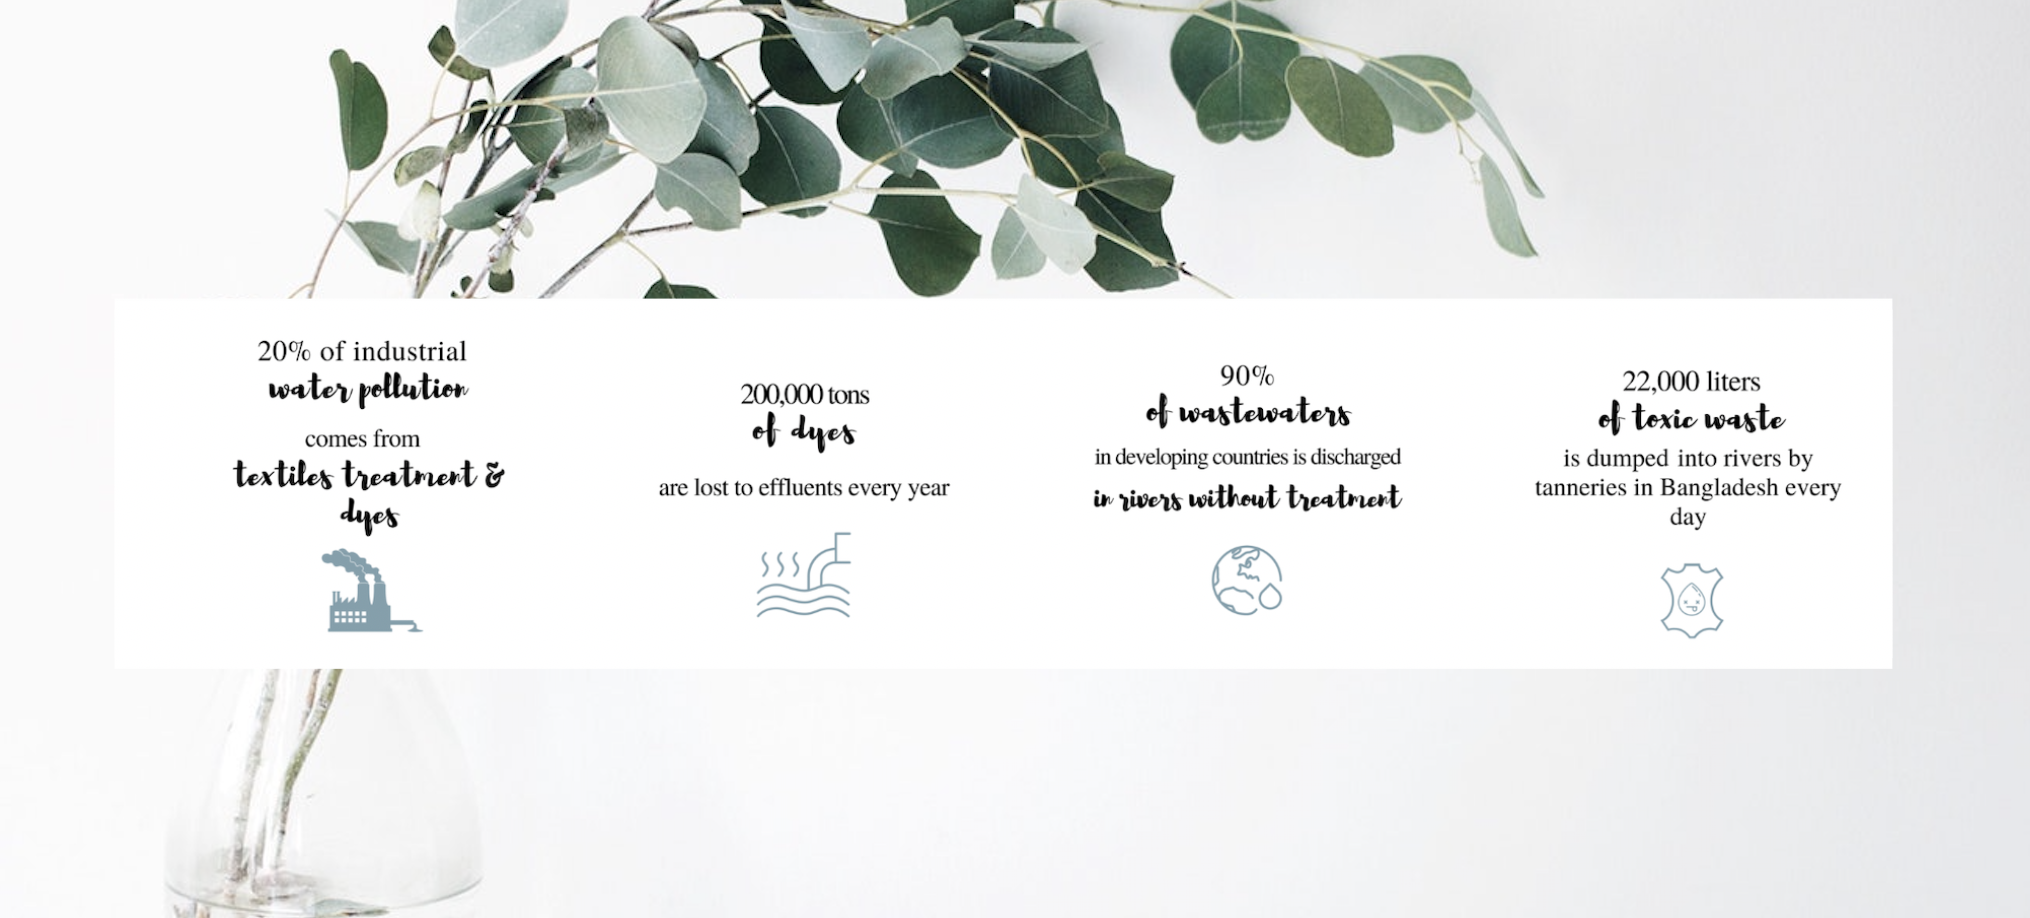 20% of industrial
water pollution
comes from
textiles treatment &
dyes
200,000 tons
of dyes
are lost to effluents every year
90%
of wastewaters
in developing countries is discharged
in rivers without treatment
22,000 liters
of toxic waste
is dumped into rivers by
tanneries in Bangladesh every
day